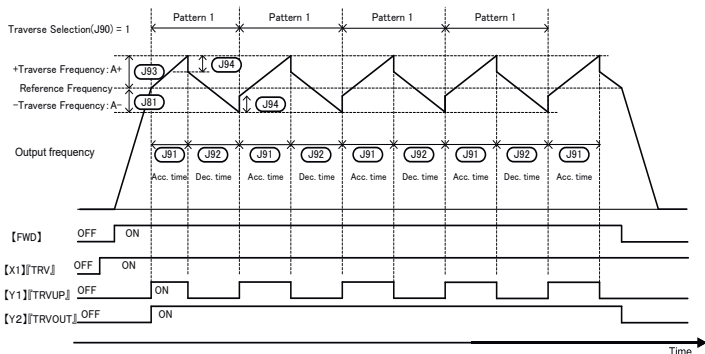 Traverse Selection(J90) = 1
Pattern 1 Pattern 1 Pattern 1 Pattern 1
+Traverse Frequency:A+
J93 J94
Reference Frequency
-Traverse Frequency:A-
J81 J94
Output frequency
J91 J92 J91 J92 J91 J92 J91 J92 J91
Acc. time Dec. time Acc. time Dec. time Acc. time Dec. time Acc. time Dec. time Acc. time
【FWD】 OFF ON
【X1】『TRV』 OFF ON
【Y1】『TRVUP』 OFF ON
【Y2】『TRVOUT』 OFF ON
Time